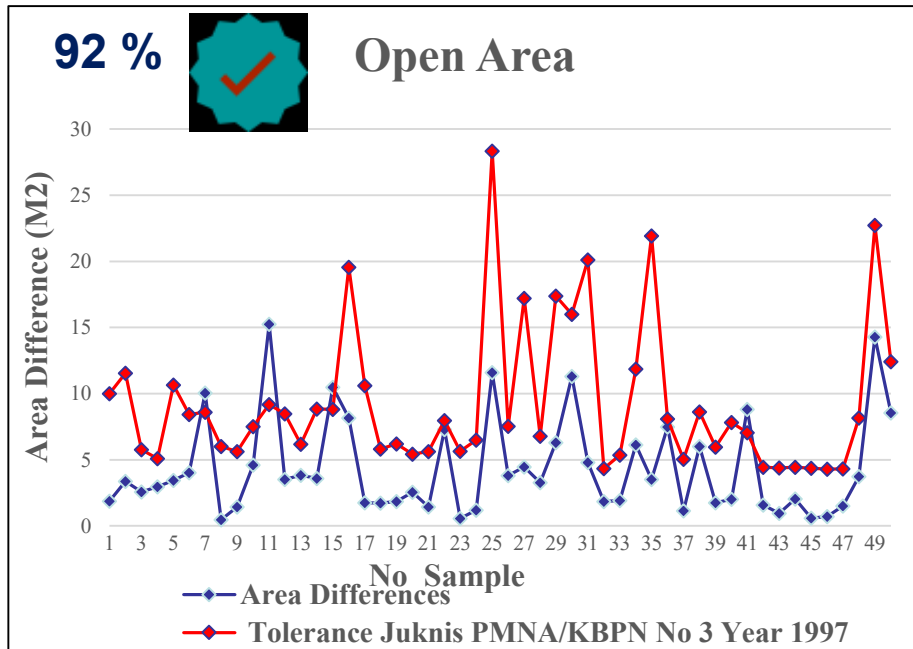 92 %
Open Area
Area Difference (M2)
30
25
20
15
10
5
0
1 3 5 7 9 11 13 15 17 19 21 23 25 27 29 31 33 35 37 39 41 43 45 47 49
No Sample
Area Differences
Tolerance Juknis PMNA/KBPN No 3 Year 1997